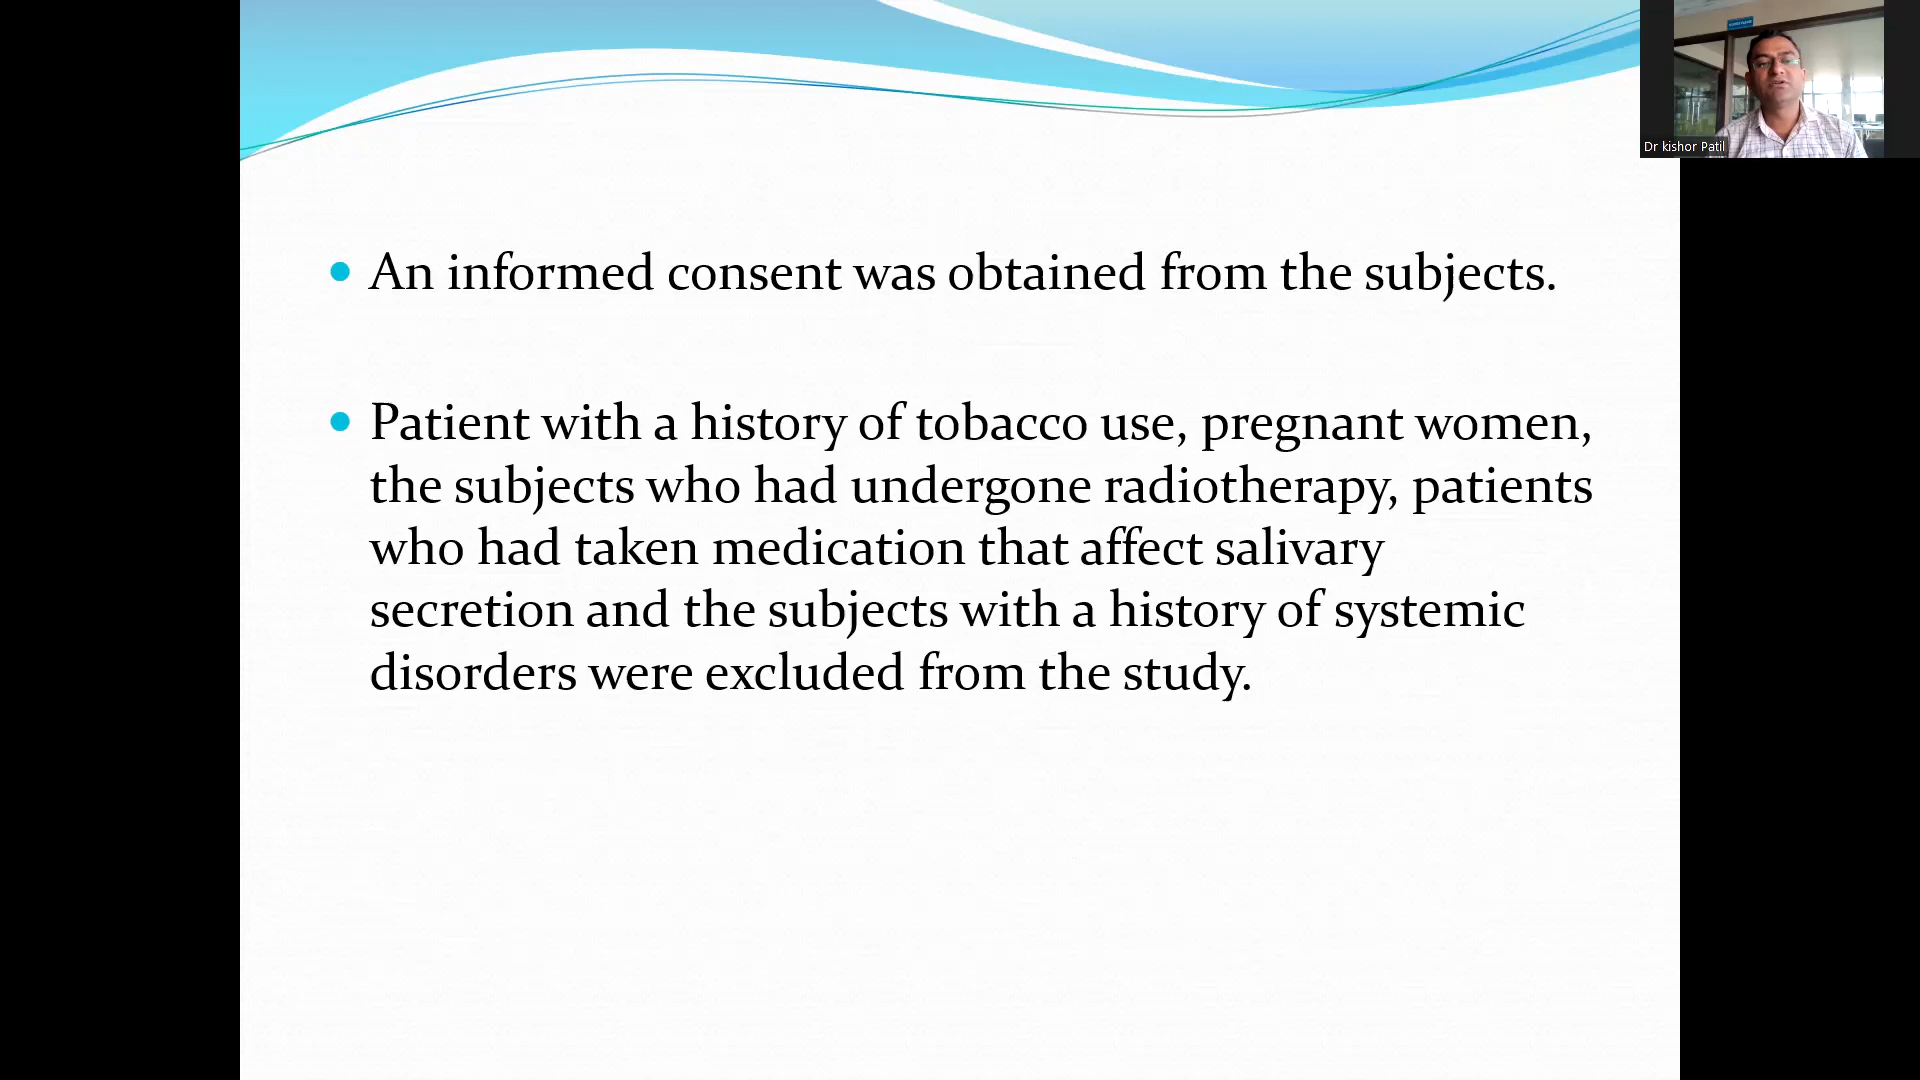 Dr kishor Patil
• An informed consent was obtained from the subjects.
• Patient with a history of tobacco use, pregnant women,
the subjects who had undergone radiotherapy, patients
who had taken medication that affect salivary
secretion and the subjects with a history of systemic
disorders were excluded from the study.